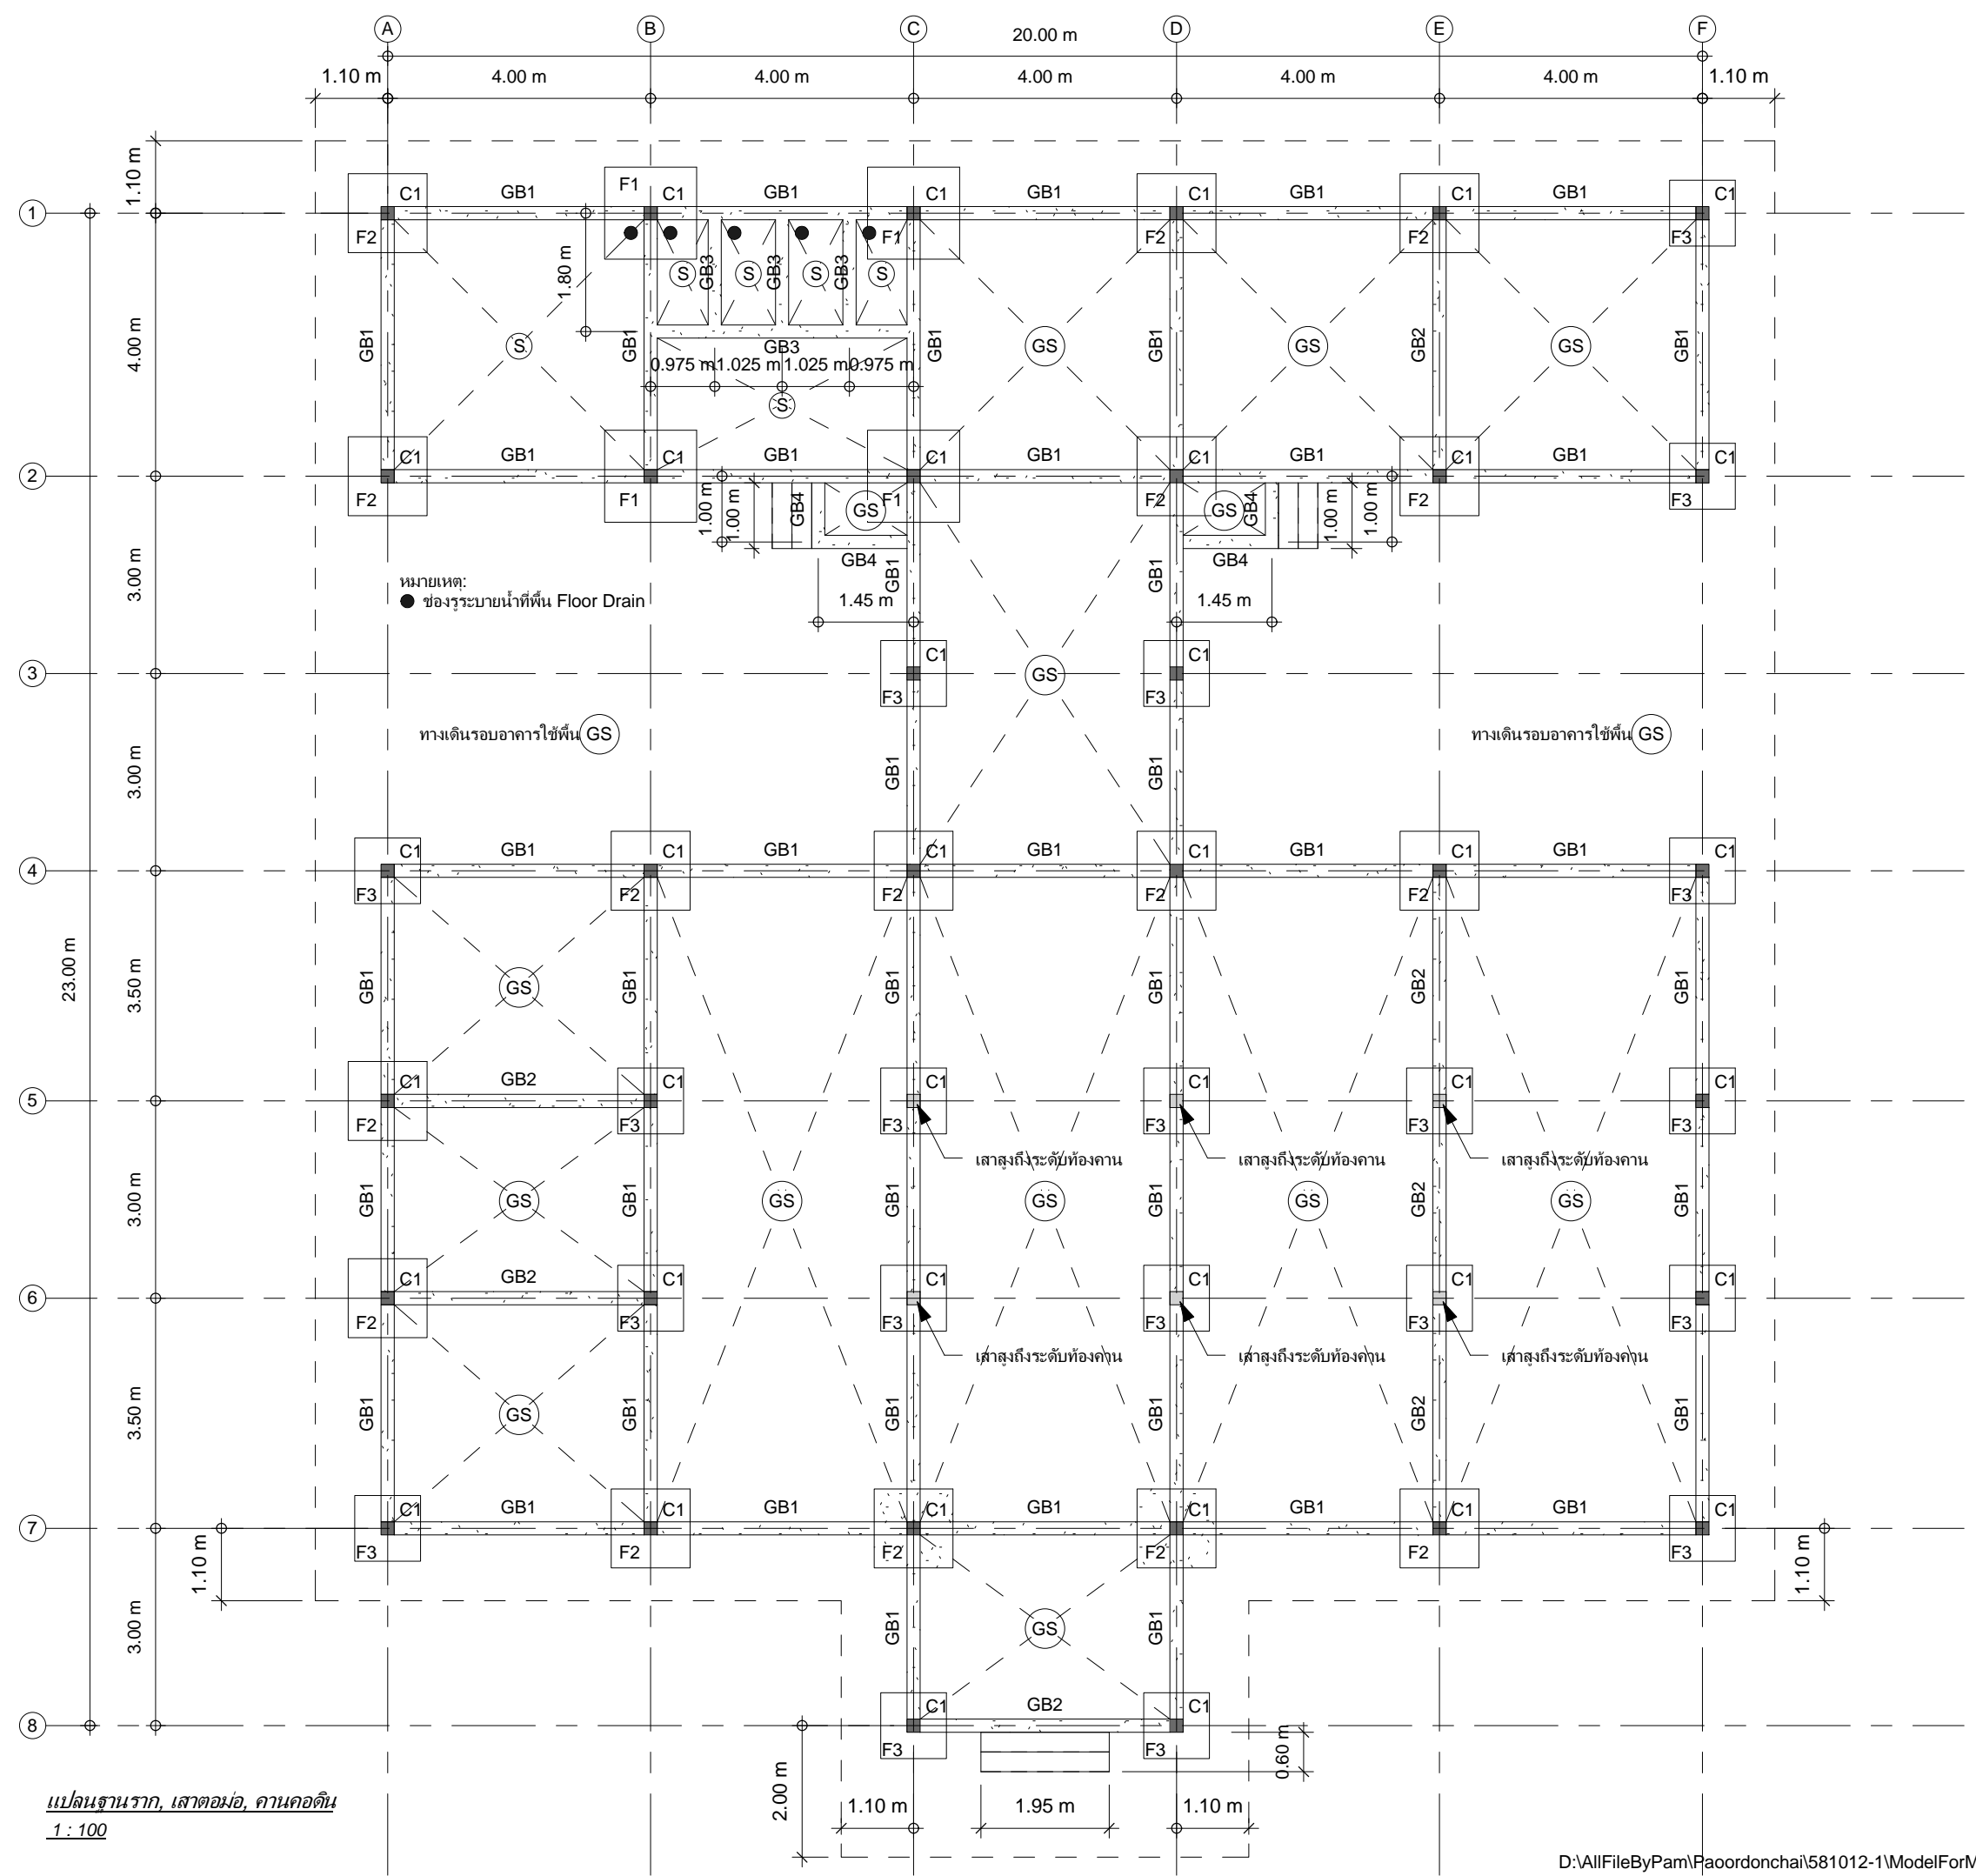 A B C D E F
20.00 m
1.10 m 4.00 m 4.00 m 4.00 m 4.00 m 4.00 m 1.10 m
1.10 m
F1
C1 GB1 C1 GB1 C1 GB1 C1 GB1 C1 GB1 C1
1
F2 F1 F2 F2 F3
S GB3 S GB3 S GB3 S
1.80 m
4.00 m
GB1 S GB1 GB3 GB1 GS GB1 GS GB2 GS GB1
0.975 m 1.025 m 1.025 m 0.975 m
S
C1 GB1 C1 GB1 C1 GB1 C1 GB1 C1 GB1 C1
2
F2 F1 F1 F2 F2 F3
1.00 m 1.00 m GB4 GS GS GB4 1.00 m 1.00 m
GB4 GB4
3.00 m
GB1 GB1
หมายเหตุ:
ช่องรูระบายน้ำที่พื้น Floor Drain
1.45 m 1.45 m
C1 C1
3
GS
F3 F3
ทางเดินรอบอาคารใช้พื้น GS ทางเดินรอบอาคารใช้พื้น GS
3.00 m
GB1 GB1
C1 GB1 C1 GB1 C1 GB1 C1 GB1 C1 GB1 C1
4
F3 F2 F2 F2 F2 F3
23.00 m
3.50 m
GB1 GS GB1 GB1 GB1 GB2 GB1
C1 GB2 C1 C1 C1 C1 C1
5
F2 F3 F3 F3 F3 F3
เสาสูงถึงระดับท้องคาน เสาสูงถึงระดับท้องคาน เสาสูงถึงระดับท้องคาน
3.00 m
GB1 GS GB1 GS GB1 GS GB1 GS GB2 GS GB1
C1 GB2 C1 C1 C1 C1 C1
6
F2 F3 F3 F3 F3 F3
เสาสูงถึงระดับท้องคาน เสาสูงถึงระดับท้องคาน เสาสูงถึงระดับท้องคาน
3.50 m
GB1 GS GB1 GB1 GB1 GB2 GB1
C1 GB1 C1 GB1 C1 GB1 C1 GB1 C1 GB1 C1
7
F3 F2 F2 F2 F2 F3
1.10 m 1.10 m
3.00 m
GB1 GS GB1
C1 GB2 C1
8
F3 F3
0.60 m
2.00 m
1.10 m 1.95 m 1.10 m
แปลนฐานราก, เสาตอม่อ, คานคอดิน
1 : 100
D:\AllFileByPam\Paoordonchai\581012-1\ModelForM